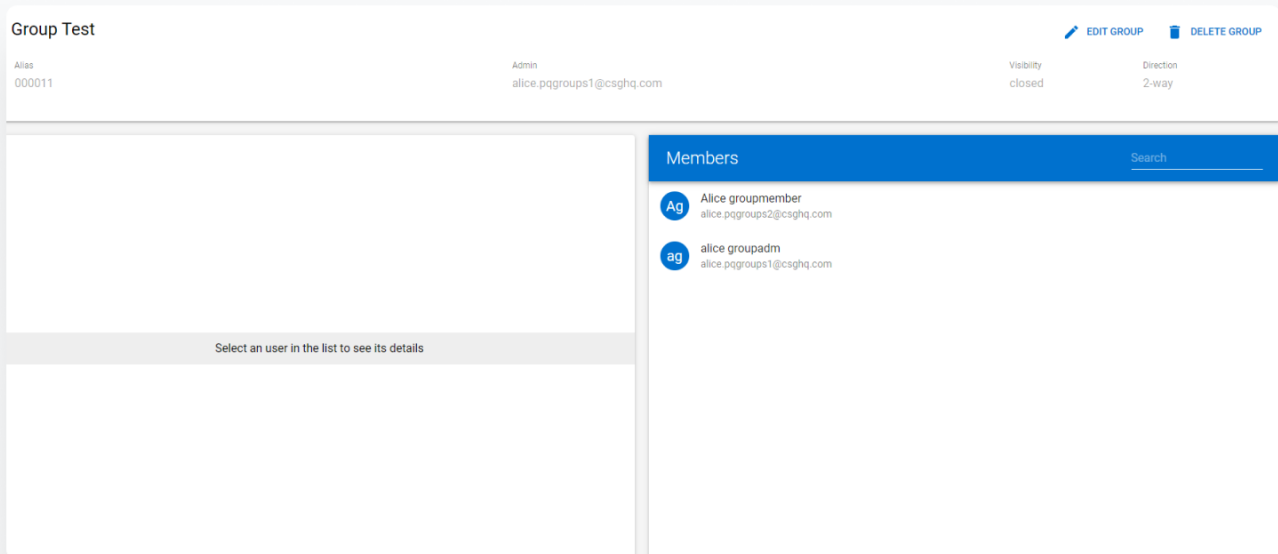 Group Test
EDIT GROUP
DELETE GROUP
Alias
Admin
Visibility
Direction
000011
alice.pqgroups1@csghq.com
closed
2-way
Members
Search
Ag
Alice groupmember
alice.pqgroups2@csghq.com
ag
alice groupadm
alice.pqgroups1@csghq.com
Select an user in the list to see its details